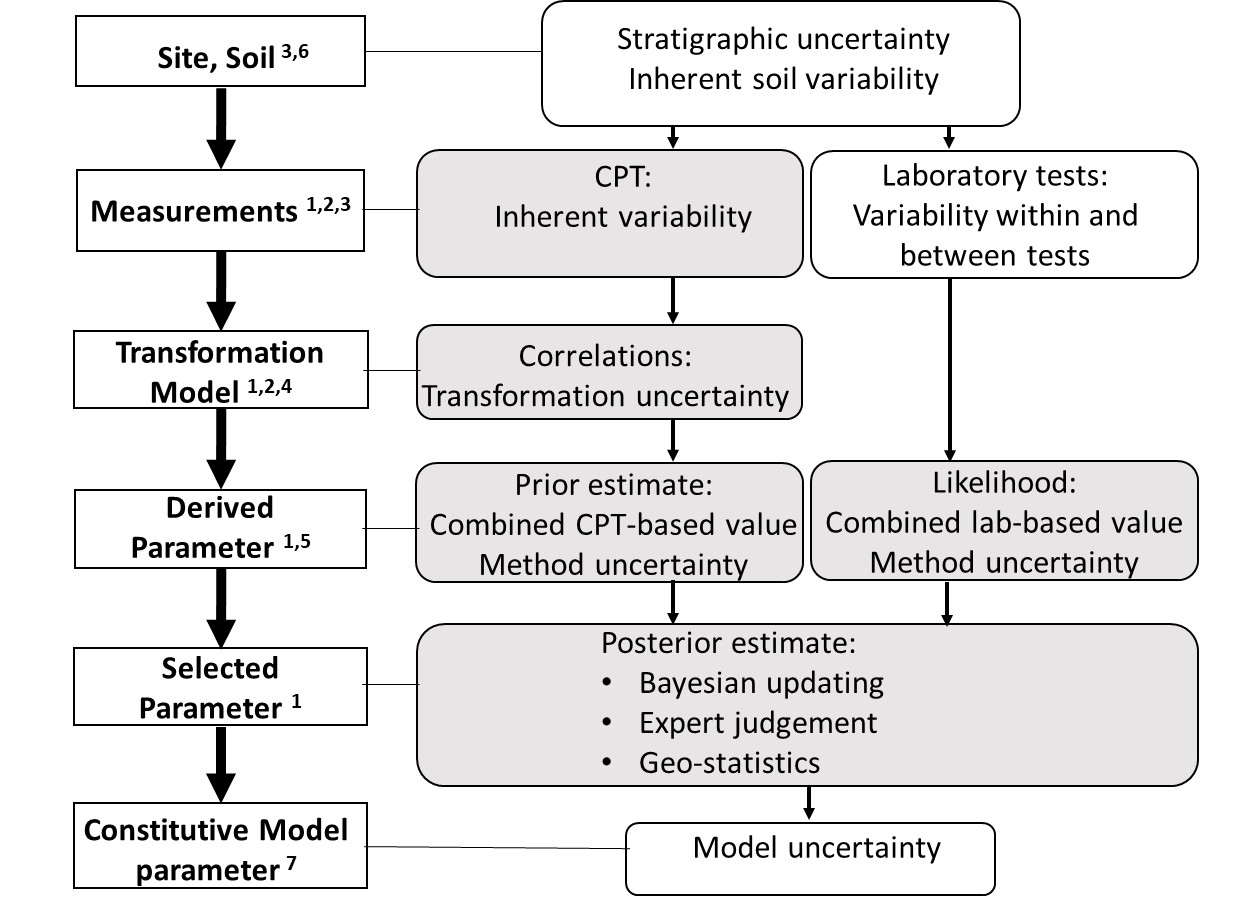 Site, Soil 3,6
Stratigraphic uncertainty
Inherent soil variability
Measurements 1,2,3
CPT:
Inherent variability
Laboratory tests:
Variability within and
between tests
Transformation
Model 1,2,4
Correlations:
Transformation uncertainty
Derived
Parameter 1,5
Prior estimate:
Combined CPT-based value
Method uncertainty
Likelihood:
Combined lab-based value
Method uncertainty
Selected
Parameter 1
Posterior estimate:
• Bayesian updating
• Expert judgement
• Geo-statistics
Constitutive Model
parameter 7
Model uncertainty